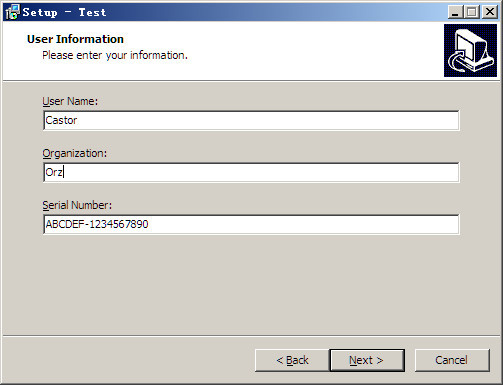 Setup - Test
User Information
Please enter your information.
User Name:
Castor
Organization:
Orz
Serial Number:
ABCDEF-1234567890
< Back
Next >
Cancel